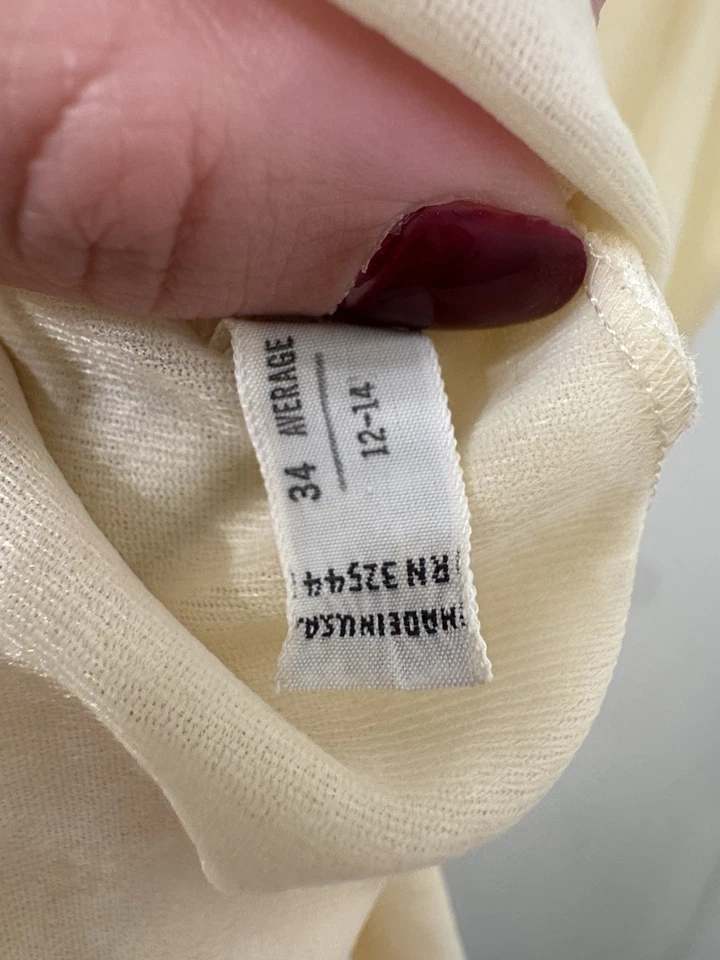 34 AVERAGE
12-14
RN 32544
MADE IN U.S.A.